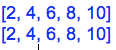 [2, 4, 6, 8, 10]
[2, 4, 6, 8, 10]